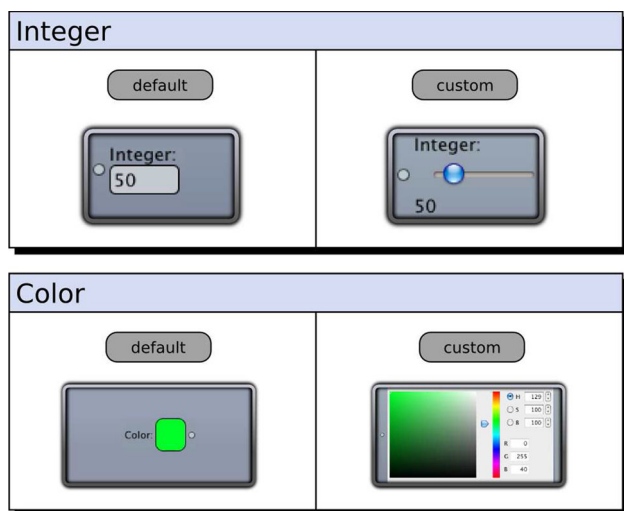 Integer
default
custom
Integer:
50
Integer:
50
Color
default
custom
Color:
H 129
S 100
B 100
R 0
G 255
B 40